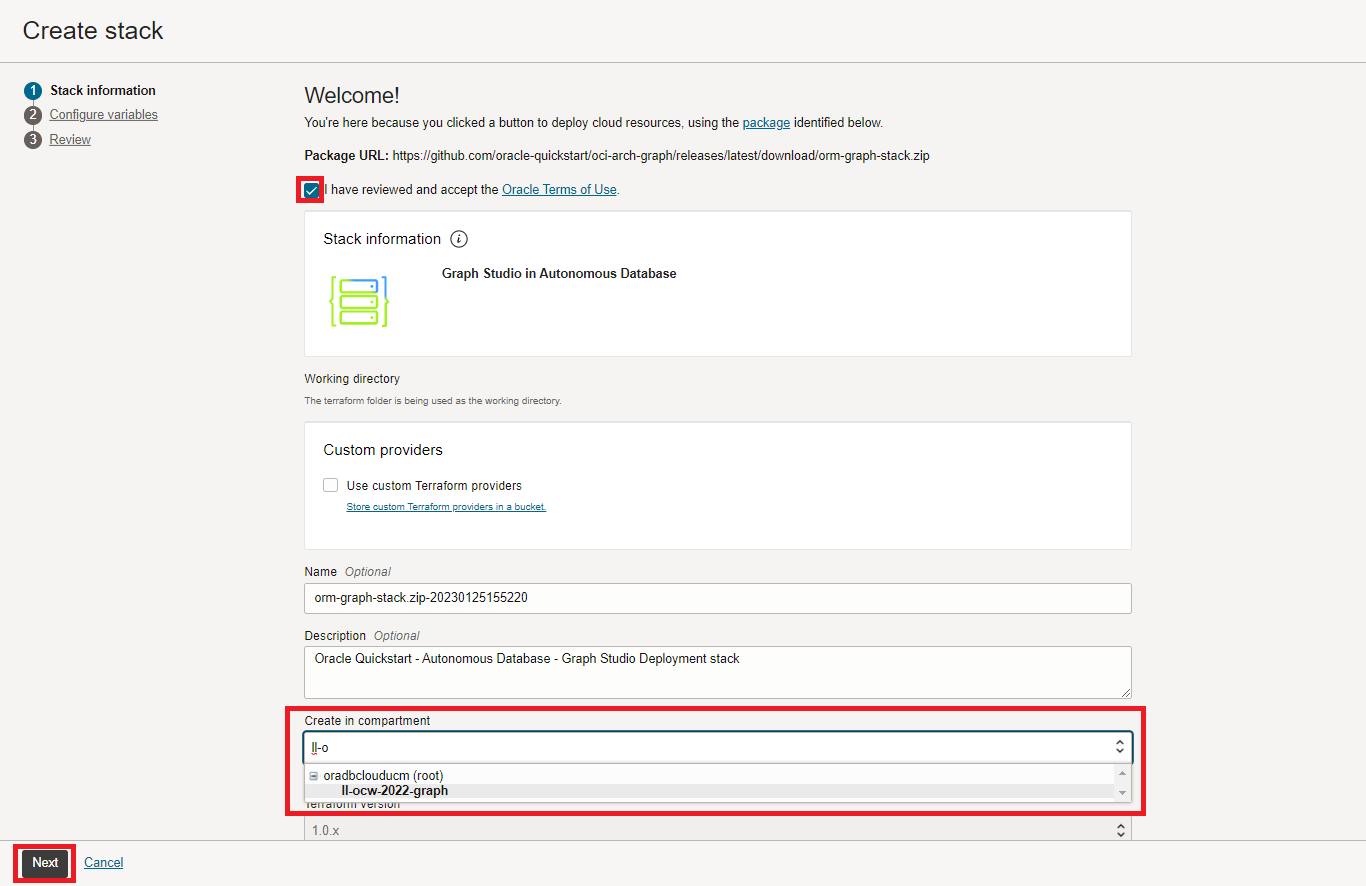 Create stack
1 Stack information
2 Configure variables
3 Review
Welcome!
You're here because you clicked a button to deploy cloud resources, using the package identified below.
Package URL: https://github.com/oracle-quickstart/oci-arch-graph/releases/latest/download/orm-graph-stack.zip
I have reviewed and accept the Oracle Terms of Use.
Stack information i
Graph Studio in Autonomous Database
Working directory
The terraform folder is being used as the working directory.
Custom providers
Use custom Terraform providers
Store custom Terraform providers in a bucket.
Name Optional
orm-graph-stack.zip-20230125155220
Description Optional
Oracle Quickstart - Autonomous Database - Graph Studio Deployment stack
Create in compartment
ll-o
oradbclouducm (root)
ll-ocw-2022-graph
Terraform version
1.0.x
Next Cancel